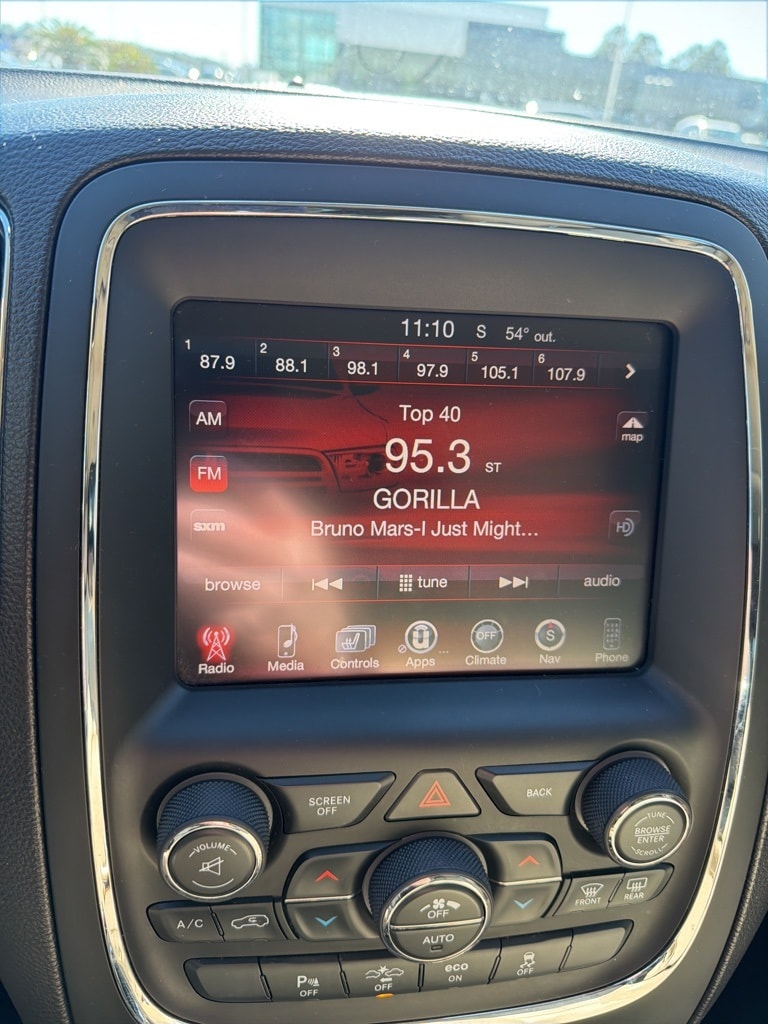 11:10 S 54° out.
1 87.9 2 88.1 3 98.1 4 97.9 5 105.1 6 107.9
AM Top 40 map
95.3 ST
FM GORILLA
sxm Bruno Mars-I Just Might... HD
browse tune audio
Radio Media Controls Apps ... OFF Climate S Nav Phone
SCREEN OFF BACK
VOLUME TUNE BROWSE ENTER SCROLL
OFF
A/C AUTO FRONT REAR
P OFF OFF eco ON OFF